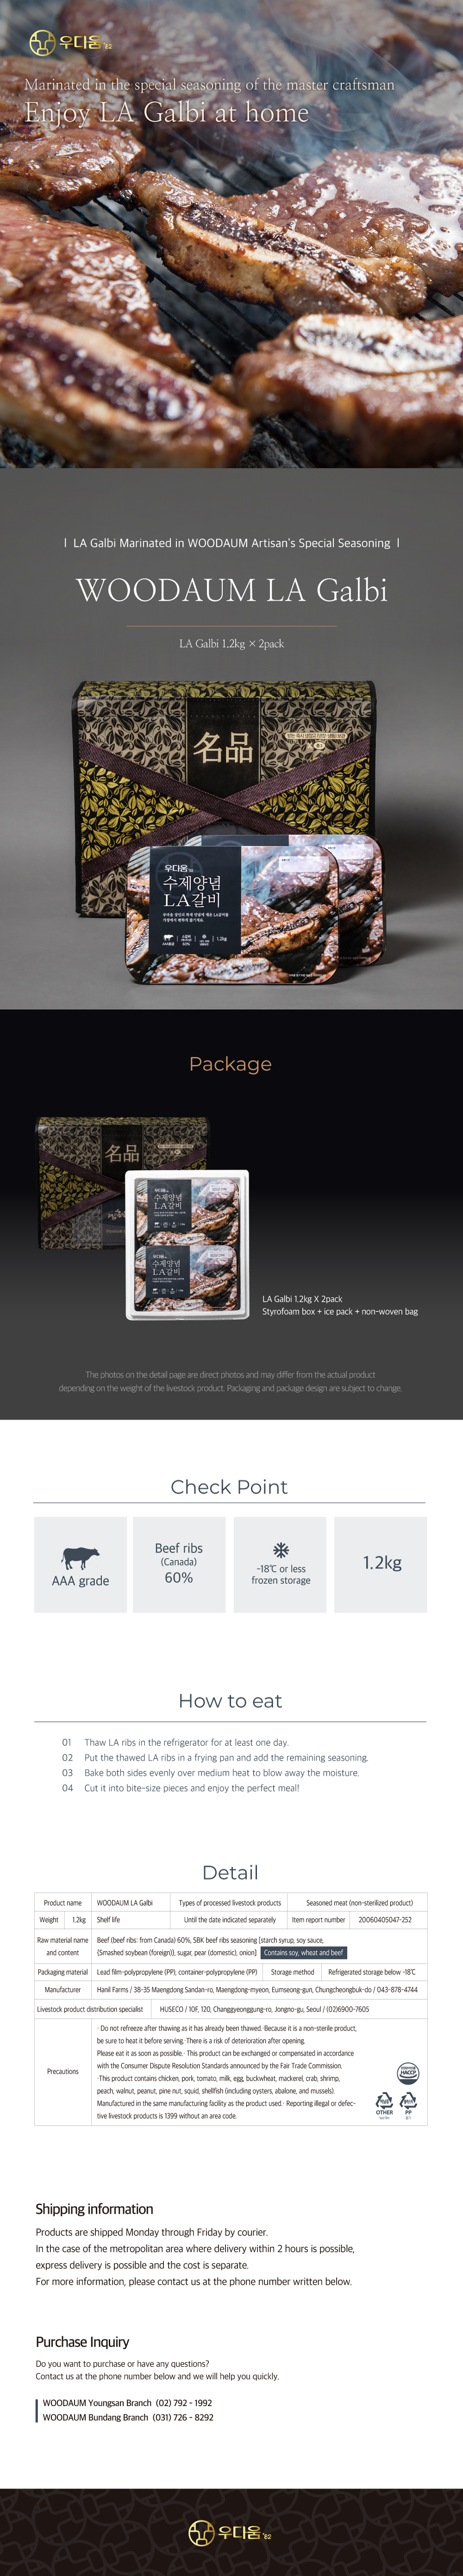 우디움 '82
Marinated in the special seasoning of the master craftsman
Enjoy LA Galbi at home
LA Galbi Marinated in WOODAUM Artisan's Special Seasoning
WOODAUM LA Galbi
LA Galbi 1.2kg × 2pack
名品
우다움
수제양념
LA갈비
1.2kg
Package
名品
수제양념
LA갈비
수제양념
LA갈비
LA Galbi 1.2kg X 2pack
Styrofoam box + ice pack + non-woven bag
The photos on the detail page are direct photos and may differ from the actual product
depending on the weight of the livestock product. Packaging and package design are subject to change.
Check Point
AAA grade
Beef ribs
(Canada)
60%
-18℃ or less
frozen storage
1.2kg
How to eat
01 Thaw LA ribs in the refrigerator for at least one day.
02 Put the thawed LA ribs in a frying pan and add the remaining seasoning.
03 Bake both sides evenly over medium heat to blow away the moisture.
04 Cut it into bite-size pieces and enjoy the perfect meal!
Detail
Product name WOODAUM LA Galbi Types of processed livestock products Seasoned meat (non-sterilized product)
Weight 1.2kg Shelf life Until the date indicated separately Item report number 20060405047-252
Raw material name and content
Beef (beef ribs: from Canada) 60%, SBK beef ribs seasoning [starch syrup, soy sauce,
{Smashed soybean (foreign)}, sugar, pear (domestic), onion] Contains soy, wheat and beef
Packaging material Lead film-polypropylene (PP), container-polypropylene (PP) Storage method Refrigerated storage below -18℃
Manufacturer Hanil Farms / 38-35 Maengdong Sandan-ro, Maengdong-myeon, Eumseong-gun, Chungcheongbuk-do / 043-878-4744
Livestock product distribution specialist HUSECO / 10F, 120, Changgyeonggung-ro, Jongno-gu, Seoul / (02)6900-7605
Precautions
· Do not refreeze after thawing as it has already been thawed. ·Because it is a non-sterile product,
be sure to heat it before serving. ·There is a risk of deterioration after opening.
Please eat it as soon as possible.· This product can be exchanged or compensated in accordance
with the Consumer Dispute Resolution Standards announced by the Fair Trade Commission.
·This product contains chicken, pork, tomato, milk, egg, buckwheat, mackerel, crab, shrimp,
peach, walnut, peanut, pine nut, squid, shellfish (including oysters, abalone, and mussels).
Manufactured in the same manufacturing facility as the product used.· Reporting illegal or defec-
tive livestock products is 1399 without an area code.
HACCP
OTHER
PP
Shipping information
Products are shipped Monday through Friday by courier.
In the case of the metropolitan area where delivery within 2 hours is possible,
express delivery is possible and the cost is separate.
For more information, please contact us at the phone number written below.
Purchase Inquiry
Do you want to purchase or have any questions?
Contact us at the phone number below and we will help you quickly.
WOODAUM Youngsan Branch (02) 792 - 1992
WOODAUM Bundang Branch (031) 726 - 8292
우디움 '82